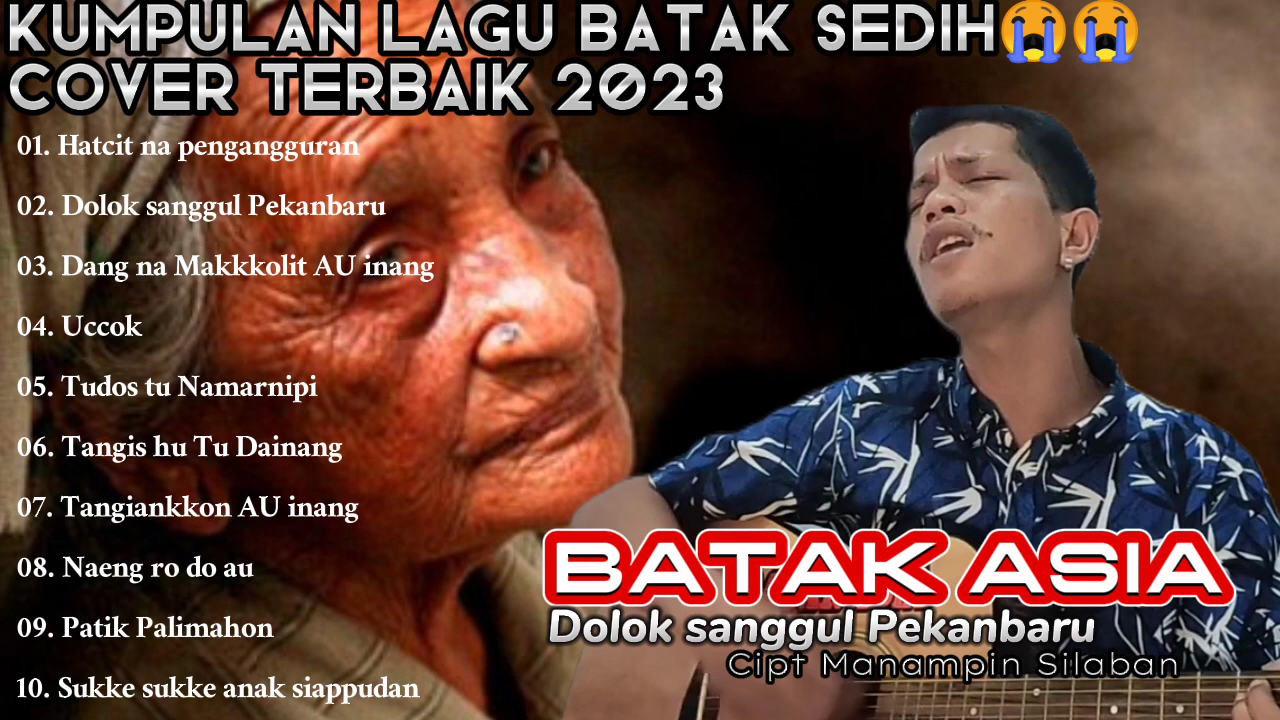 KUMPULAN LAGU BATAK SEDIH😭😭
COVER TERBAIK 2023
01. Hatcit na pengangguran
02. Dolok sanggul Pekanbaru
03. Dang na Makkkolit AU inang
04. Uccok
05. Tudos tu Namarnipi
06. Tangis hu Tu Dainang
07. Tangiankkon AU inang
08. Naeng ro do au
09. Patik Palimahon
10. Sukke sukke anak siappudan
BATAK ASIA
Dolok sanggul Pekanbaru
Cipt Manampin Silaban